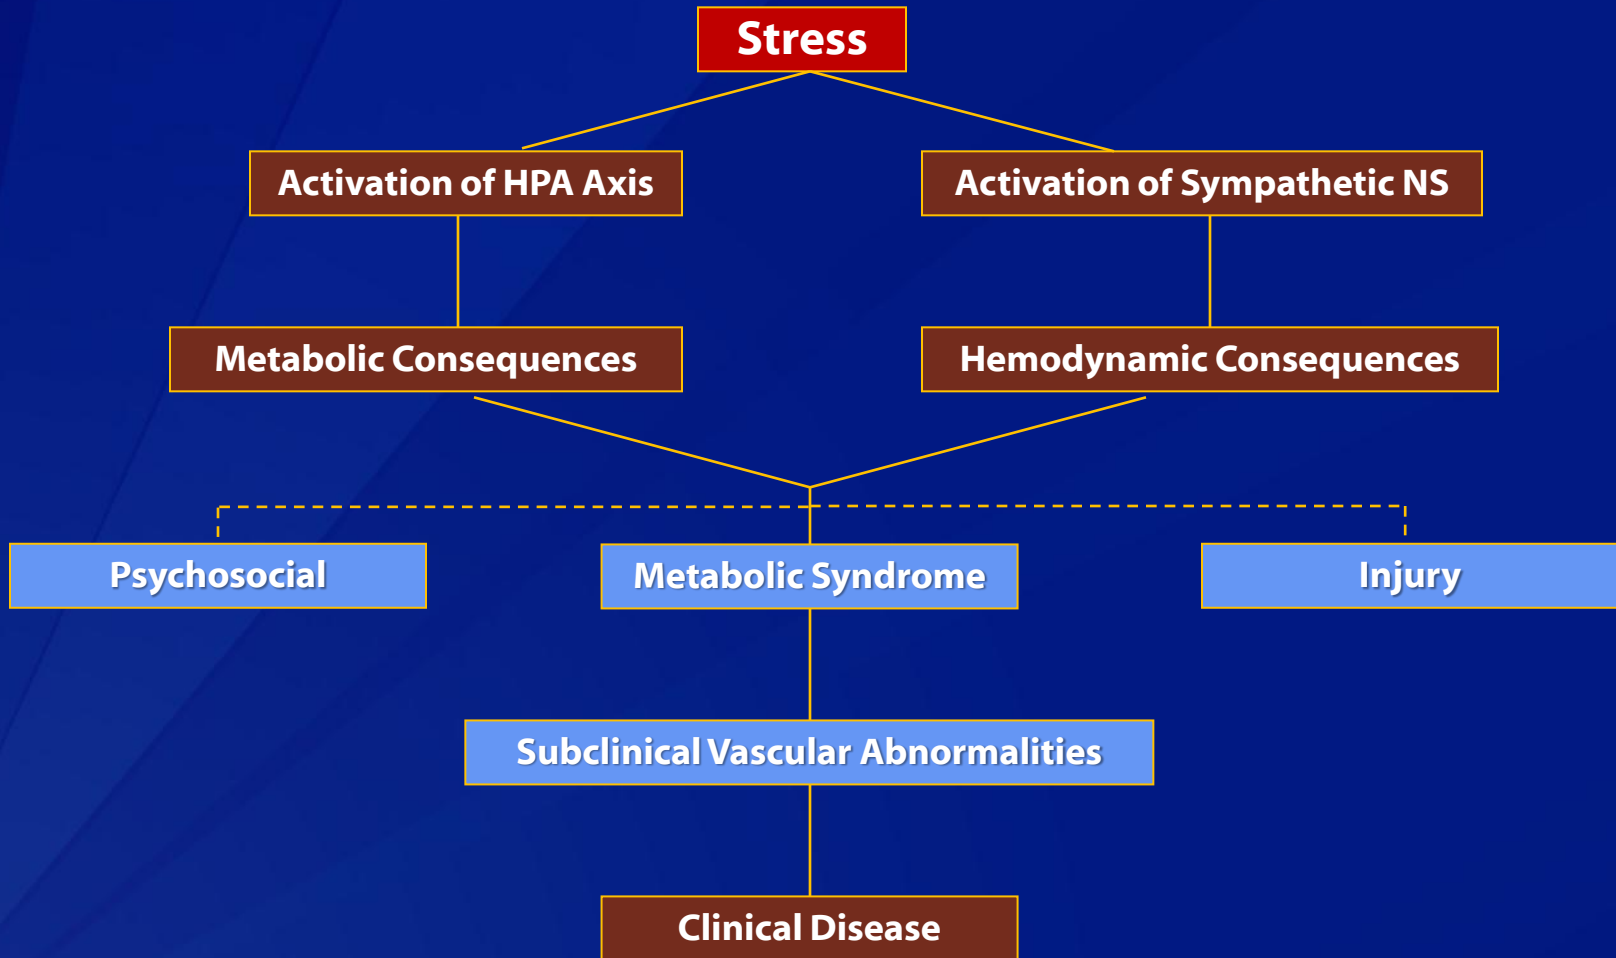 Stress
Activation of HPA Axis
Activation of Sympathetic NS
Metabolic Consequences
Hemodynamic Consequences
Psychosocial
Metabolic Syndrome
Injury
Subclinical Vascular Abnormalities
Clinical Disease